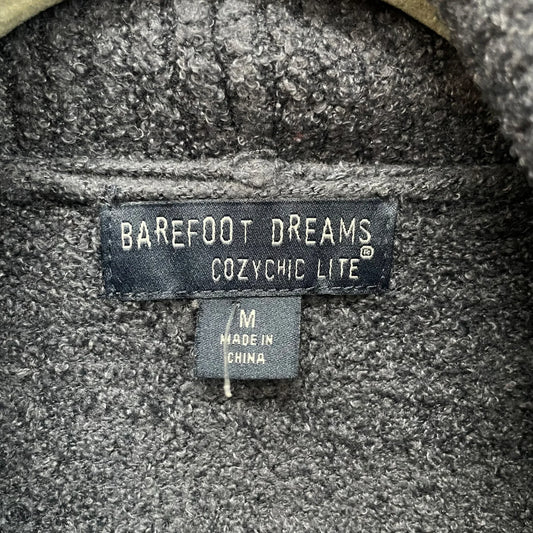 BAREFOOT DREAMS
COZYCHIC LITE®
M
MADE IN
CHINA